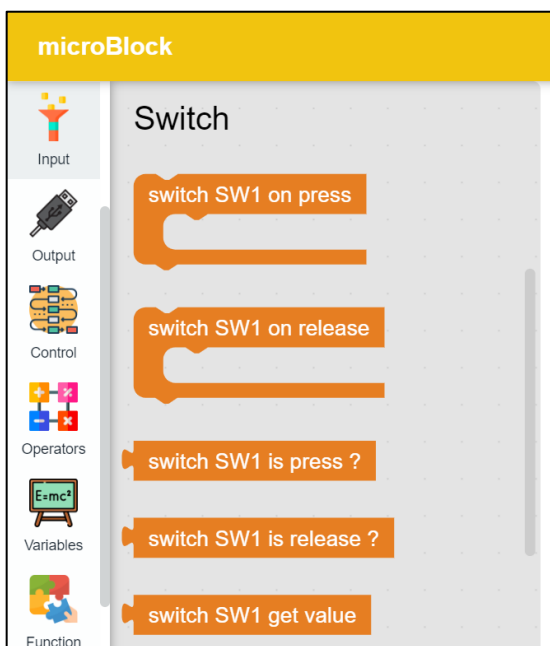 microBlock
Input
Output
Control
Operators
E=mc²
Variables
Function
Switch
switch SW1 on press
switch SW1 on release
switch SW1 is press ?
switch SW1 is release ?
switch SW1 get value